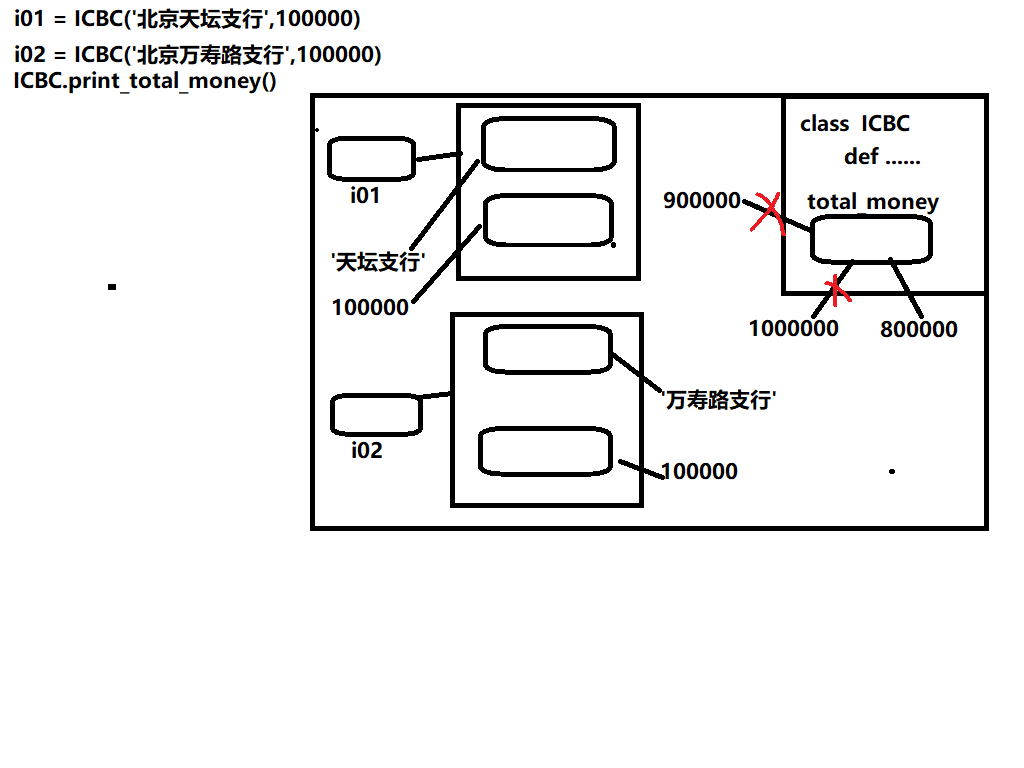 i01 = ICBC('北京天坛支行',100000)
i02 = ICBC('北京万寿路支行',100000)
ICBC.print_total_money()
class ICBC
def ......
total_money
900000
i01
'天坛支行'
100000
1000000
800000
'万寿路支行'
i02
100000